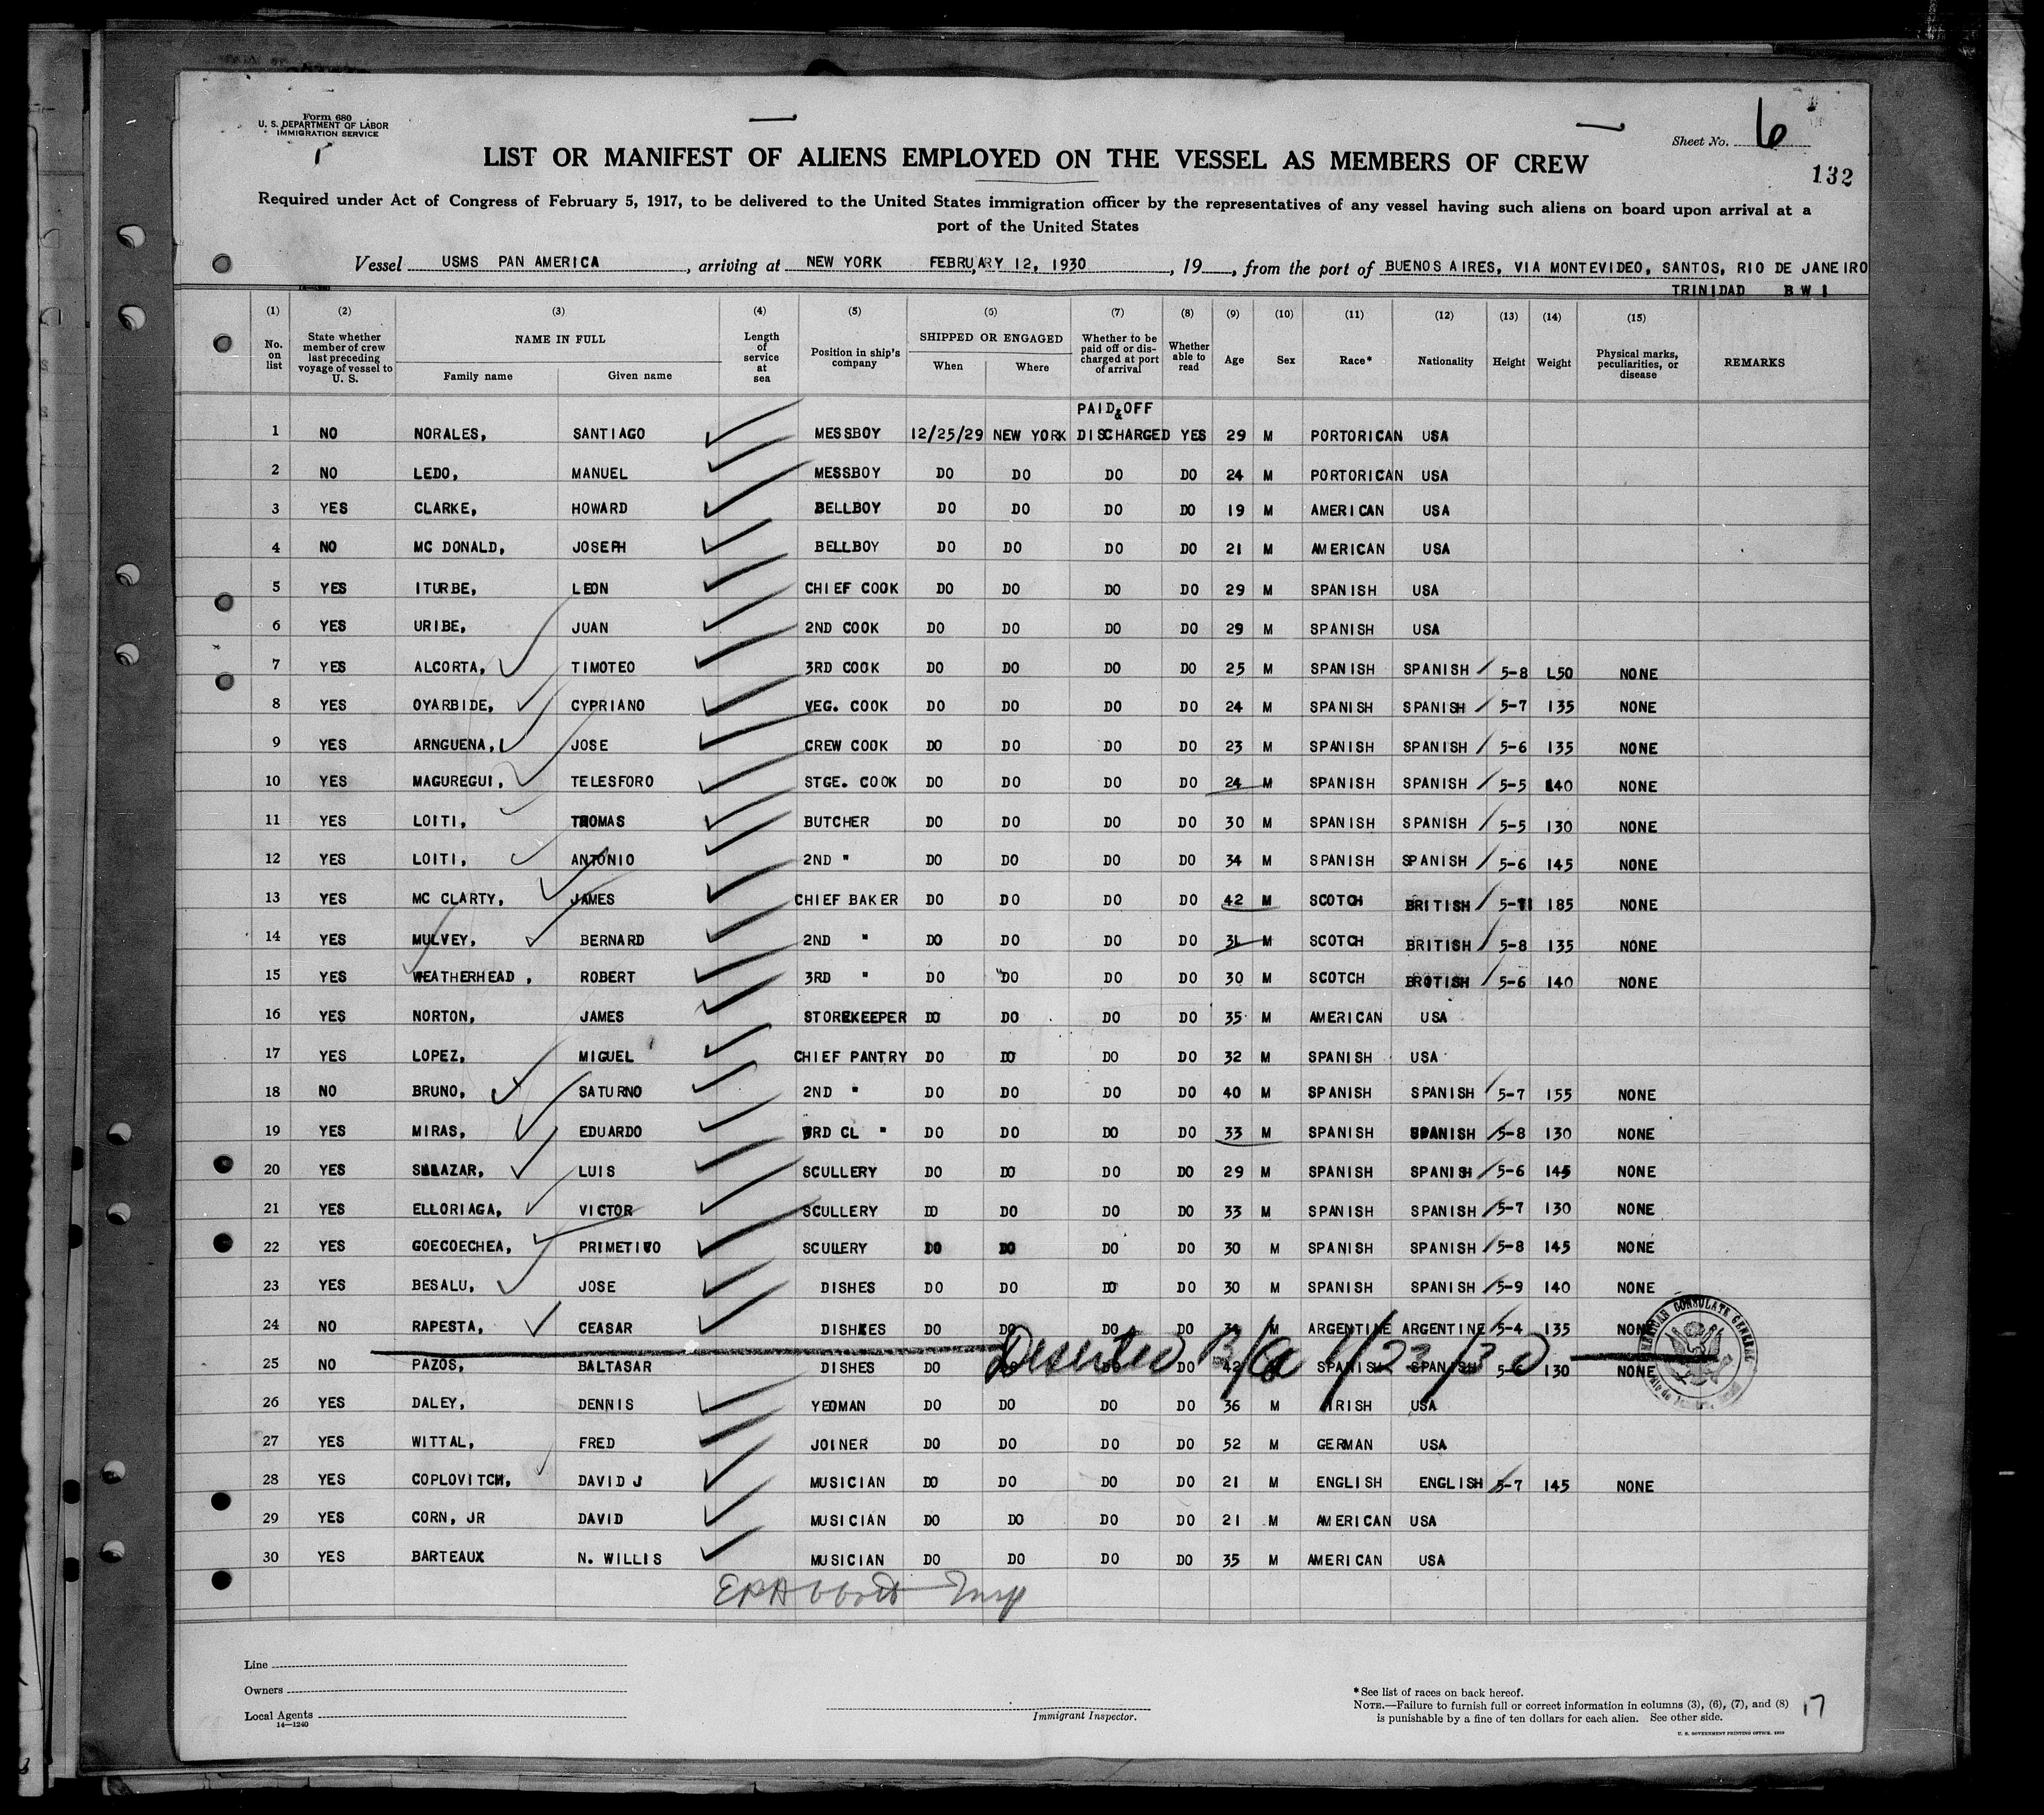 Form 680
U. S. DEPARTMENT OF LABOR
IMMIGRATION SERVICE
Sheet No. 6
LIST OR MANIFEST OF ALIENS EMPLOYED ON THE VESSEL AS MEMBERS OF CREW
132
Required under Act of Congress of February 5, 1917, to be delivered to the United States immigration officer by the representatives of any vessel having such aliens on board upon arrival at a
port of the United States
Vessel USMS PAN AMERICA, arriving at NEW YORK FEBRUARY 12, 1930, 19, from the port of BUENOS AIRES, VIA MONTEVIDEO, SANTOS, RIO DE JANEIRO
TRINIDAD B W I
(1) (2) (3) (4) (5) (6) (7) (8) (9) (10) (11) (12) (13) (14) (15)
No. on list State whether member of crew last preceding voyage of vessel to U. S. NAME IN FULL Family name Given name Length of service at sea Position in ship's company SHIPPED OR ENGAGED When Where Whether to be paid off or discharged at port of arrival Whether able to read Age Sex Race* Nationality Height Weight Physical marks, peculiarities, or disease REMARKS
PAID & OFF
1 NO NORALES, SANTIAGO MESSBOY 12/25/29 NEW YORK DISCHARGED YES 29 M PORTORICAN USA
2 NO LEDO, MANUEL MESSBOY DO DO DO DO 24 M PORTORICAN USA
3 YES CLARKE, HOWARD BELLBOY DO DO DO DO 19 M AMERICAN USA
4 NO MC DONALD, JOSEPH BELLBOY DO DO DO DO 21 M AMERICAN USA
5 YES ITURBE, LEON CHIEF COOK DO DO DO DO 29 M SPANISH USA
6 YES URIBE, JUAN 2ND COOK DO DO DO DO 29 M SPANISH USA
7 YES ALCORTA, TIMOTEO 3RD COOK DO DO DO DO 25 M SPANISH SPANISH 5-8 L50 NONE
8 YES OYARBIDE, CYPRIANO VEG. COOK DO DO DO DO 24 M SPANISH SPANISH 5-7 135 NONE
9 YES ARNGUENA, JOSE CREW COOK DO DO DO DO 23 M SPANISH SPANISH 5-6 135 NONE
10 YES MAGUREGUI, TELESFORO STGE. COOK DO DO DO DO 24 M SPANISH SPANISH 5-5 140 NONE
11 YES LOITI, THOMAS BUTCHER DO DO DO DO 30 M SPANISH SPANISH 5-5 130 NONE
12 YES LOITI, ANTONIO 2ND " DO DO DO DO 34 M SPANISH SPANISH 5-6 145 NONE
13 YES MC CLARTY, JAMES CHIEF BAKER DO DO DO DO 42 M SCOTCH BRITISH 185 NONE
14 YES MULVEY, BERNARD 2ND " DO DO DO DO 31 M SCOTCH BRITISH 5-8 135 NONE
15 YES WEATHERHEAD, ROBERT 3RD " DO DO DO DO 30 M SCOTCH BRITISH 5-6 140 NONE
16 YES NORTON, JAMES STOREKEEPER DO DO DO DO 35 M AMERICAN USA
17 YES LOPEZ, MIGUEL CHIEF PANTRY DO DO DO DO 32 M SPANISH USA
18 NO BRUNO, SATURNO 2ND " DO DO DO DO 40 M SPANISH SPANISH 5-7 155 NONE
19 YES MIRAS, EDUARDO 3RD CL " DO DO DO DO 33 M SPANISH SPANISH 5-8 130 NONE
20 YES SALAZAR, LUIS SCULLERY DO DO DO DO 29 M SPANISH SPANISH 5-6 145 NONE
21 YES ELLORIAGA, VICTOR SCULLERY DO DO DO DO 33 M SPANISH SPANISH 5-7 130 NONE
22 YES GOECOECHEA, PRIMETIVO SCULLERY DO DO DO DO 30 M SPANISH SPANISH 5-8 145 NONE
23 YES BESALU, JOSE DISHES DO DO DO DO 30 M SPANISH SPANISH 5-9 140 NONE
24 NO RAPESTA, CEASAR DISHES DO DO DO DO M ARGENTINE ARGENTINE 5-4 135 NONE
Deserted B/A 1/23/30
25 NO PAZOS, BALTASAR DISHES DO DO 42 SPANISH SPANISH 130 NONE
AMERICAN CONSULATE GENERAL
26 YES DALEY, DENNIS YEOMAN DO DO DO DO 36 M IRISH USA
27 YES WITTAL, FRED JOINER DO DO DO DO 52 M GERMAN USA
28 YES COPLOVITCH, DAVID J MUSICIAN DO DO DO DO 21 M ENGLISH ENGLISH 5-7 145 NONE
29 YES CORN, JR DAVID MUSICIAN DO DO DO DO 21 M AMERICAN USA
30 YES BARTEAUX N. WILLIS MUSICIAN DO DO DO DO 35 M AMERICAN USA
Line
Owners
Local Agents
14—1240
Immigrant Inspector.
*See list of races on back hereof.
NOTE.—Failure to furnish full or correct information in columns (3), (6), (7), and (8)
is punishable by a fine of ten dollars for each alien. See other side.
U. S. GOVERNMENT PRINTING OFFICE
17